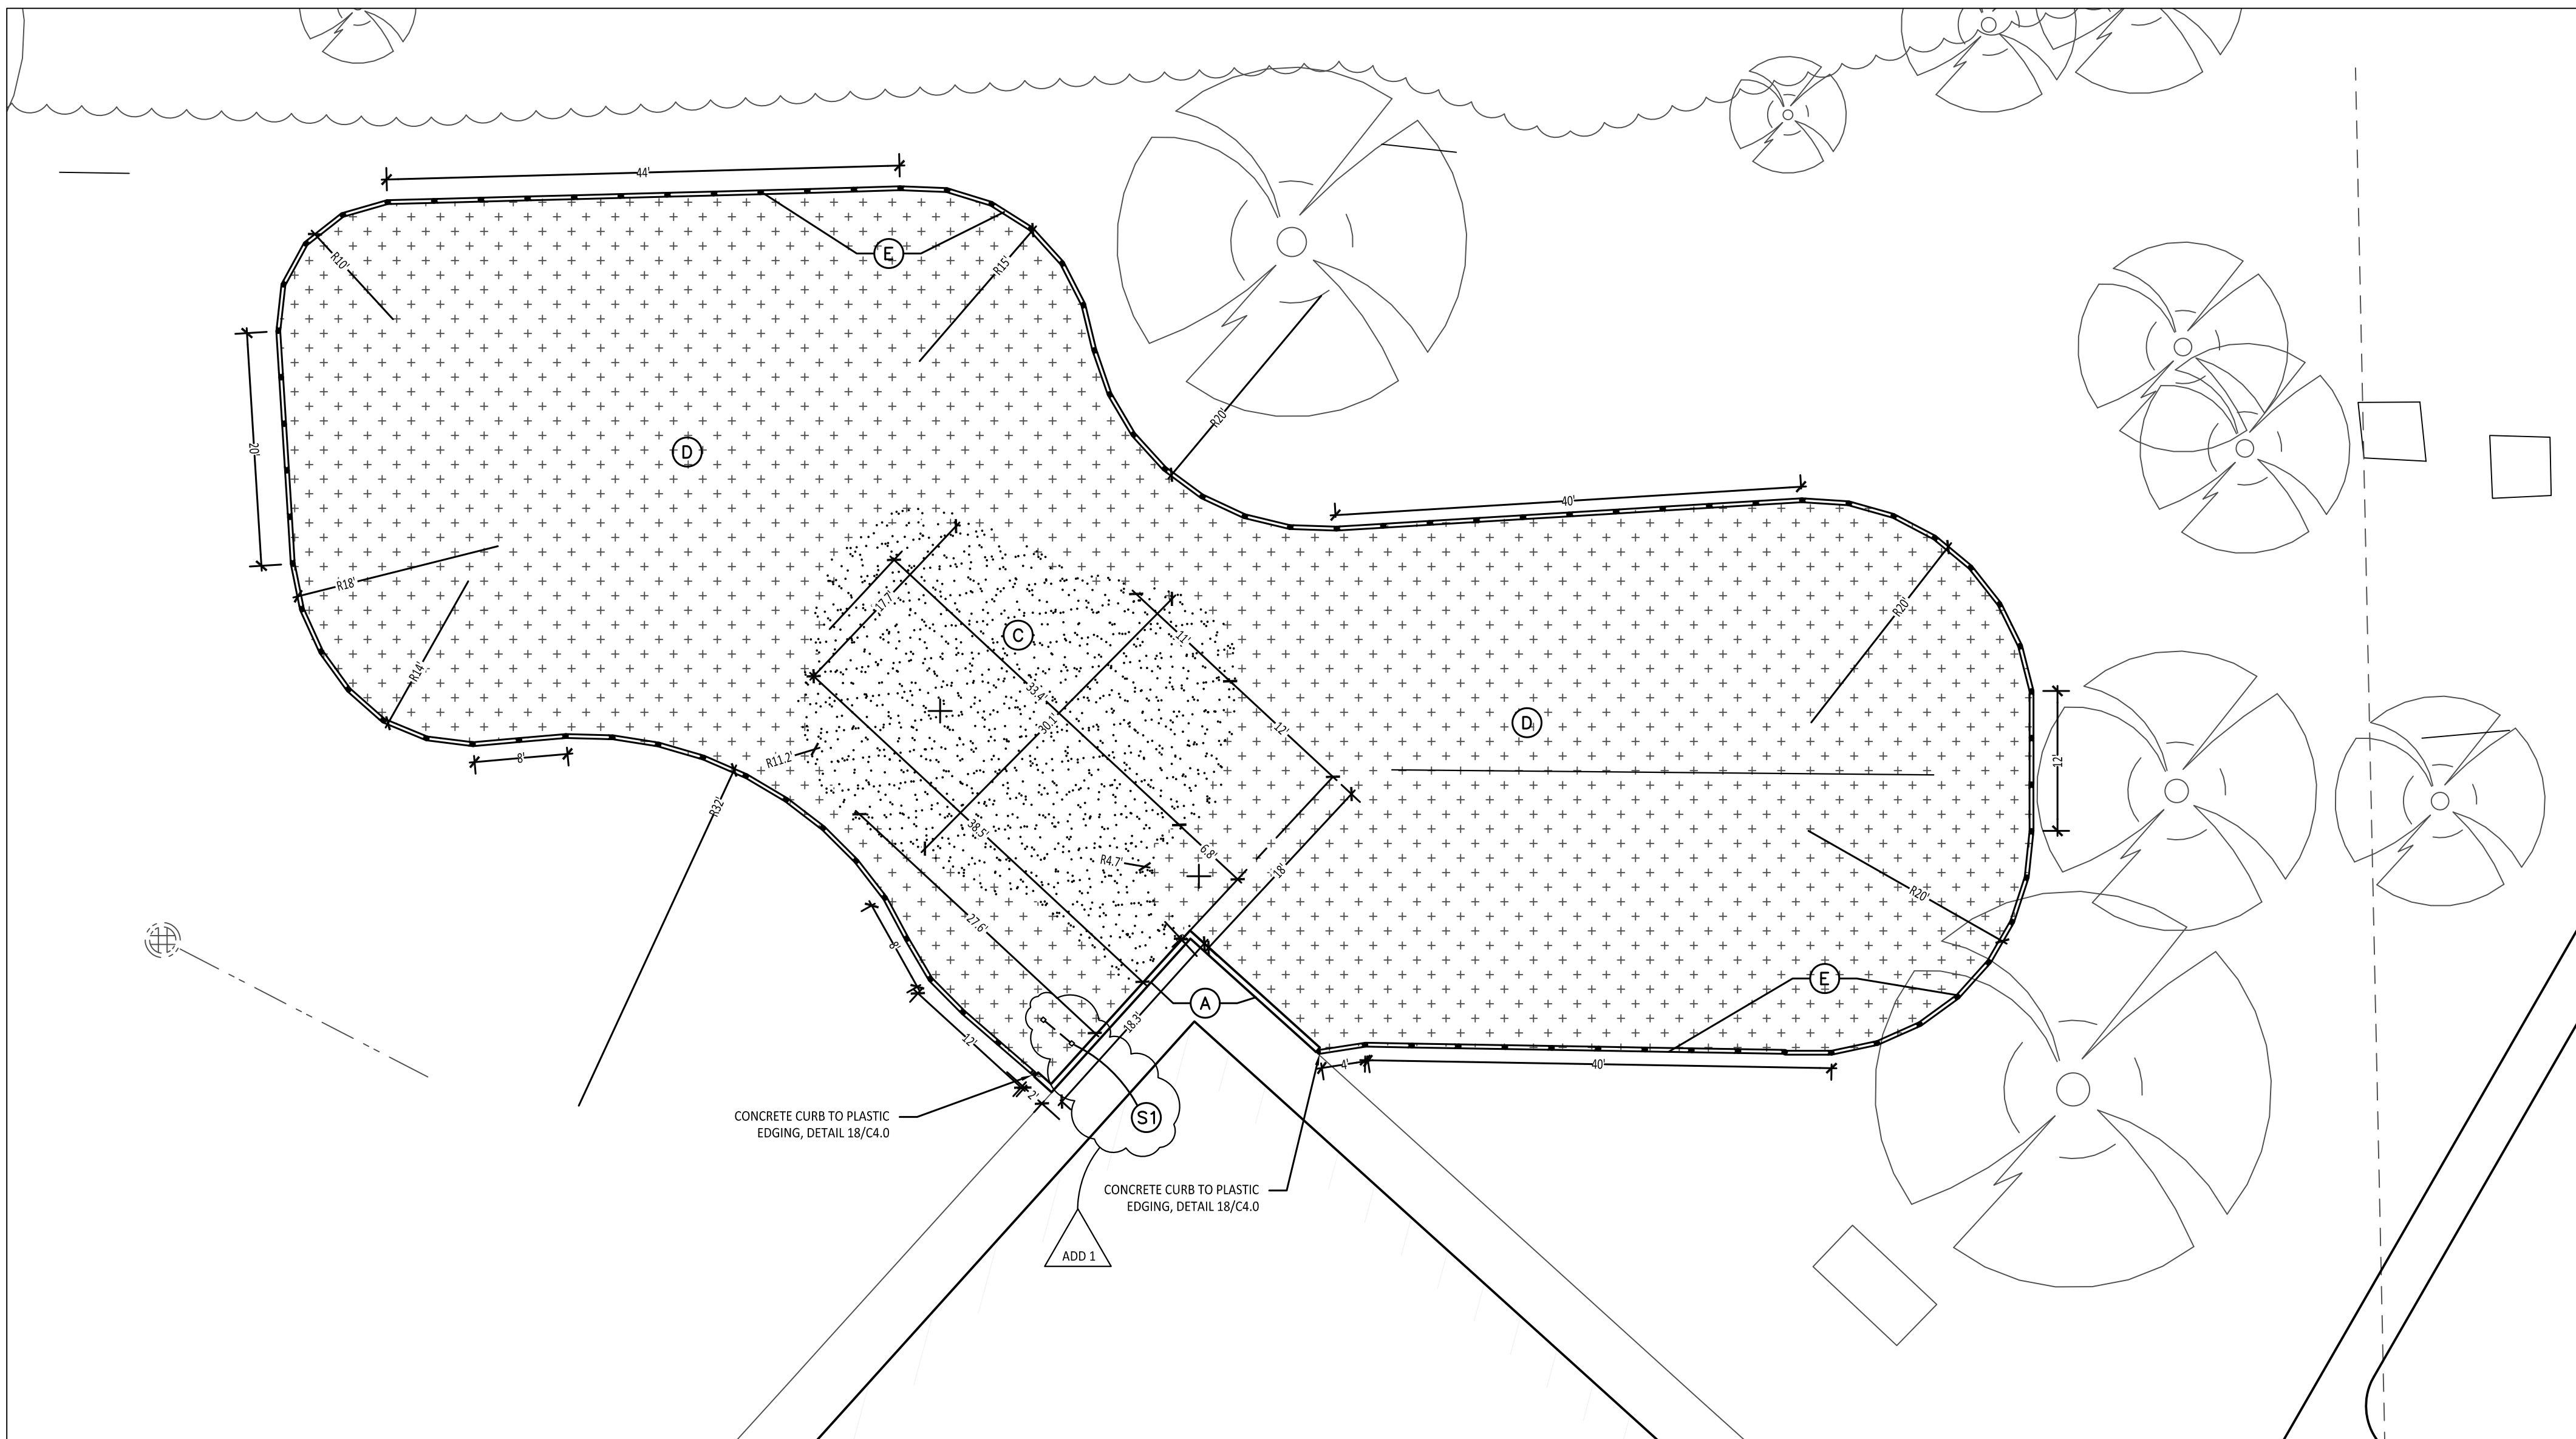 44'
E
R10'
R15'
R20'
20'
D
40'
R18'
17.7'
C
11'
R20'
R14'
33.4'
30.1'
12'
D
8'
R11.2'
12'
R32'
38.5'
R4.7'
6.8'
18'
R20'
27.6'
8'
E
A
18.3'
12'
4'
40'
2'
CONCRETE CURB TO PLASTIC
EDGING, DETAIL 18/C4.0
S1
CONCRETE CURB TO PLASTIC
EDGING, DETAIL 18/C4.0
ADD 1